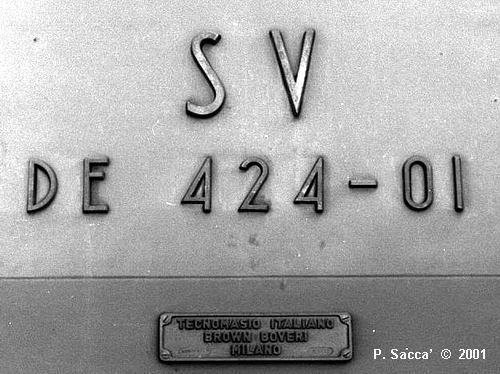 SV
DE 424-01
TECNOMASIO ITALIANO
BROWN BOVERI
MILANO
P. Sacca' © 2001